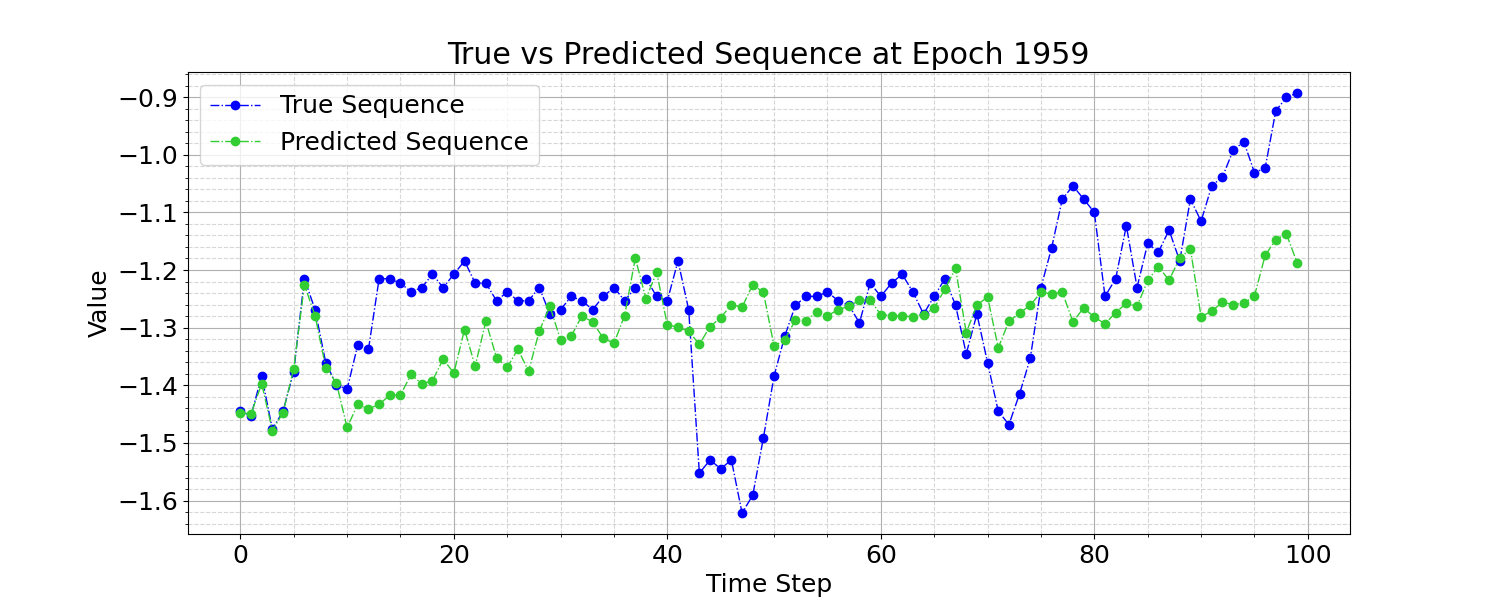 True vs Predicted Sequence at Epoch 1959
True Sequence
Predicted Sequence
Value
−0.9
−1.0
−1.1
−1.2
−1.3
−1.4
−1.5
−1.6
0 20 40 60 80 100
Time Step